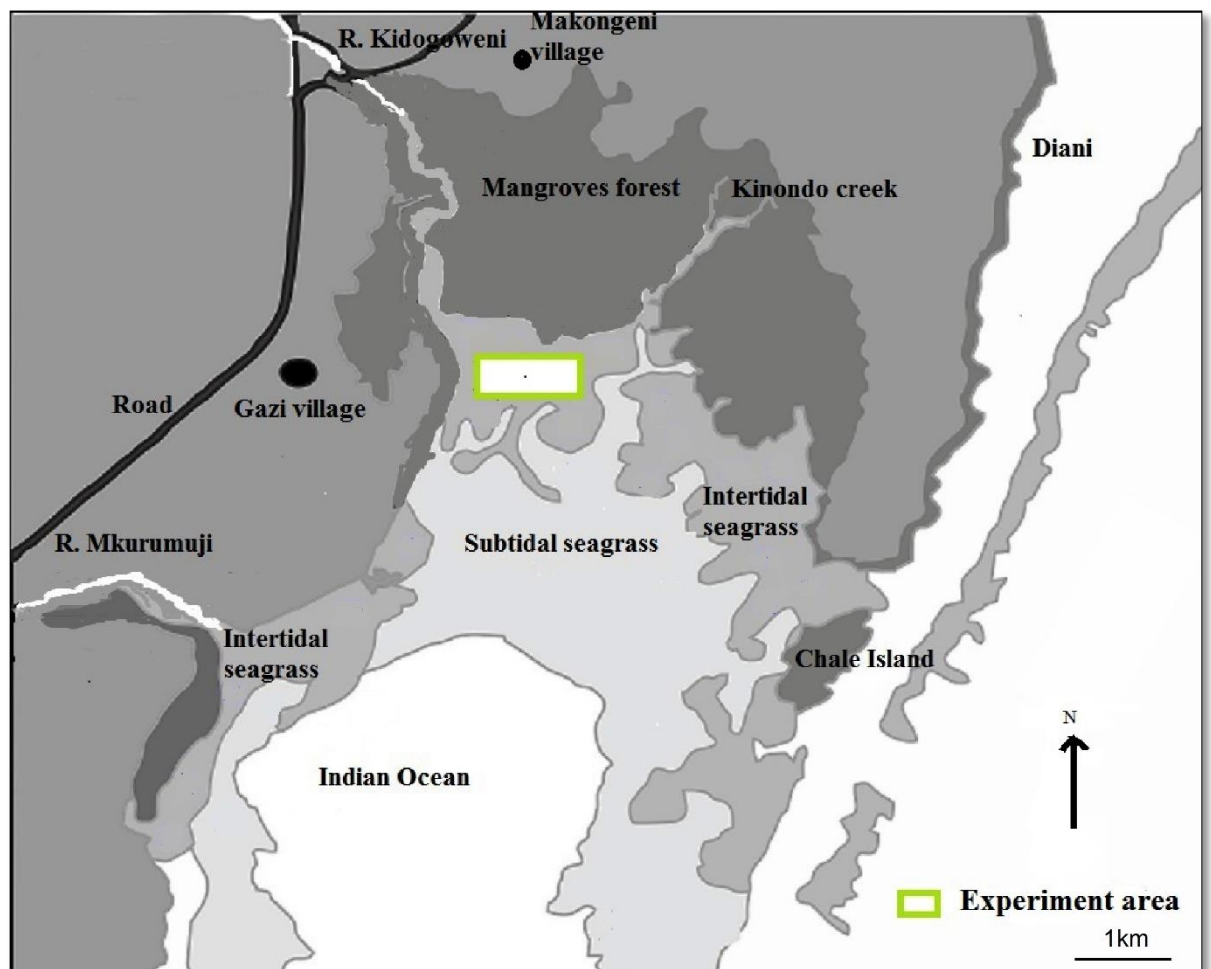 Makongeni
village
R. Kidogoweni
Diani
Mangroves forest
Kinondo creek
Road
Gazi village
Intertidal
seagrass
Subtidal seagrass
R. Mkurumuji
Intertidal
seagrass
Chale Island
N
Indian Ocean
Experiment area
1km